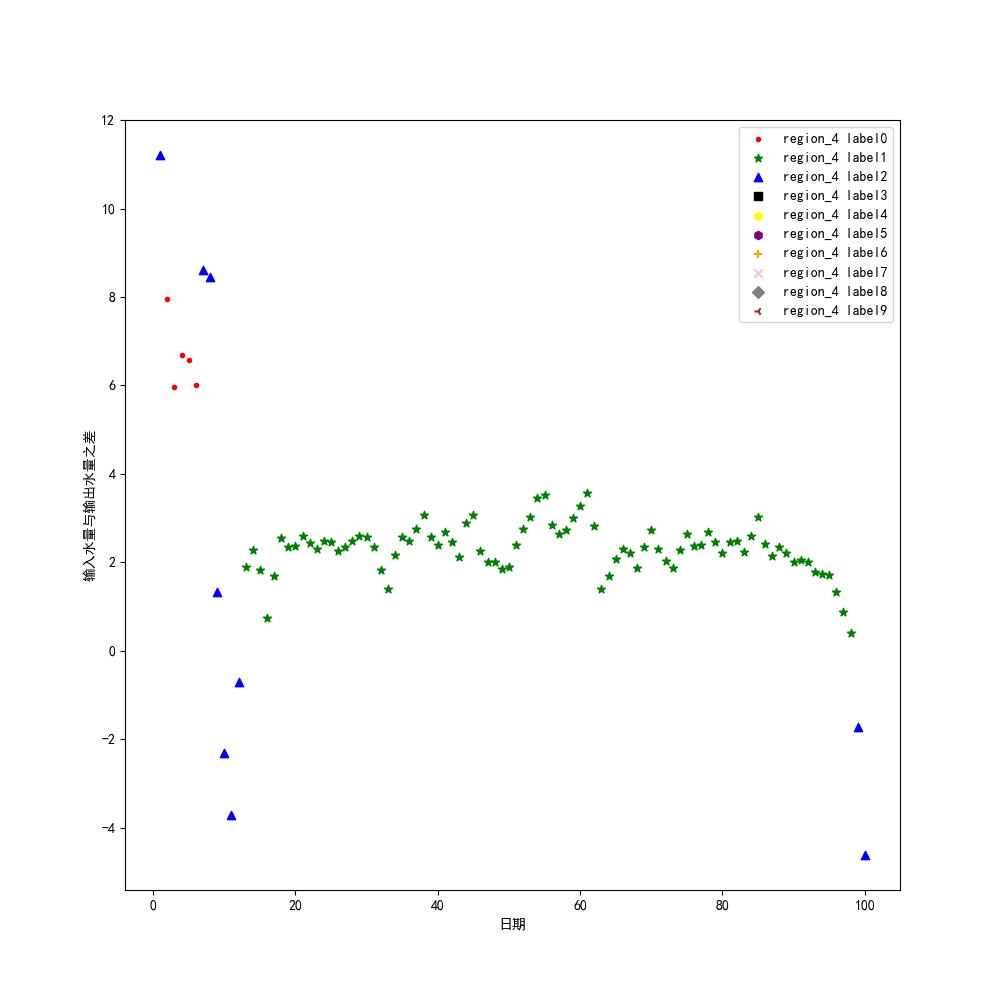 12
10
8
6
4
2
0
−2
−4
0 20 40 60 80 100
日期
输入水量与输出水量之差
region_4 label0
region_4 label1
region_4 label2
region_4 label3
region_4 label4
region_4 label5
region_4 label6
region_4 label7
region_4 label8
region_4 label9